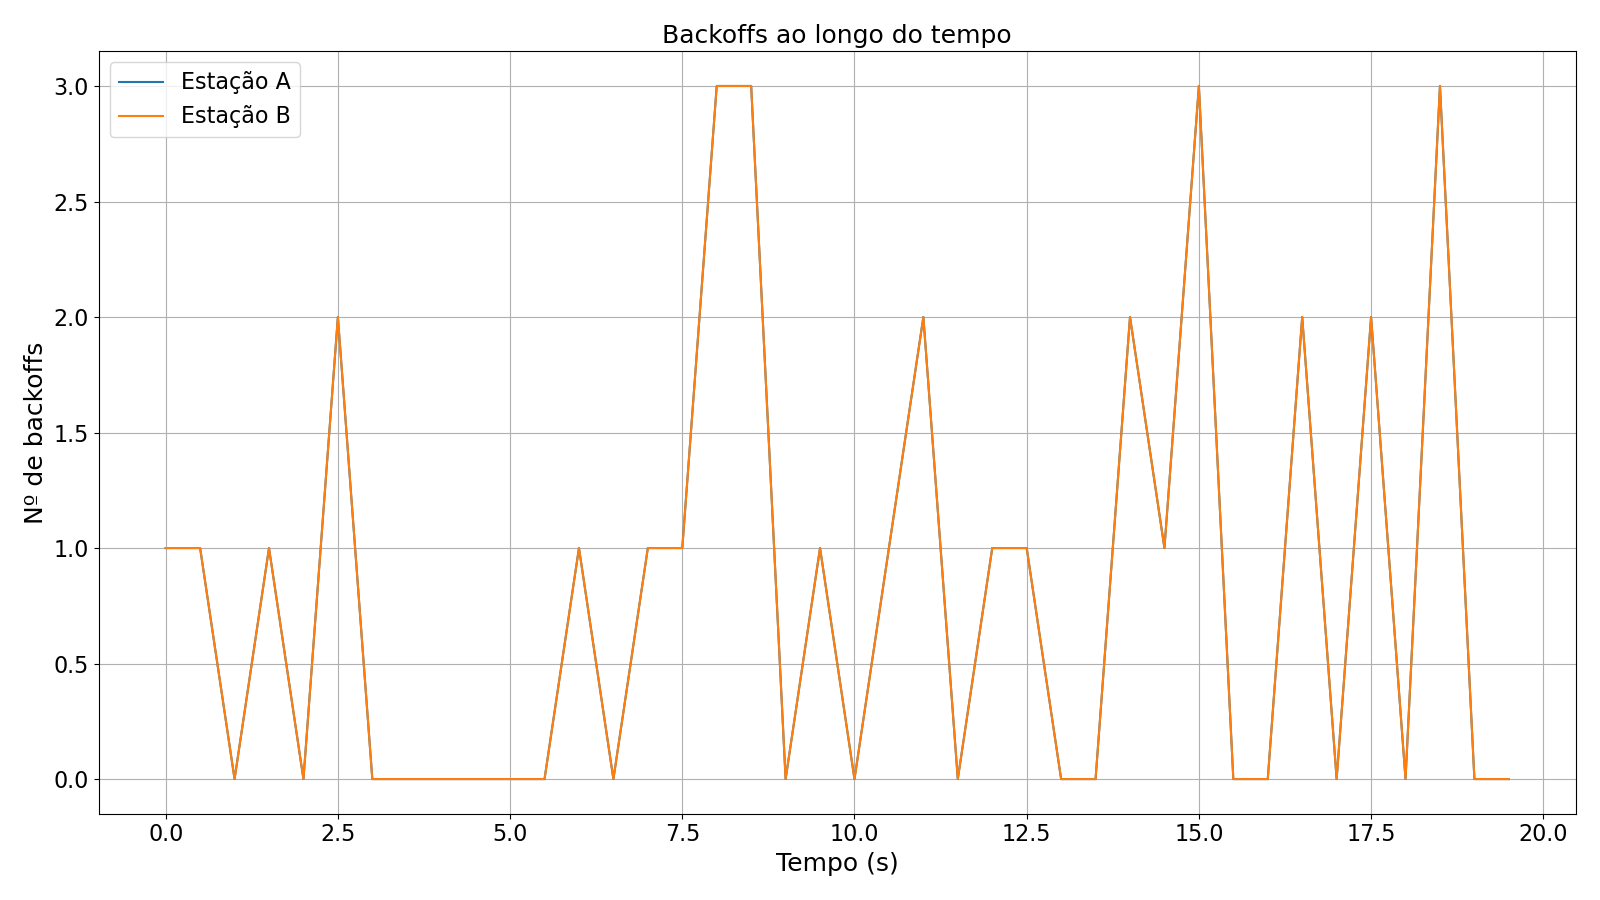 Backoffs ao longo do tempo
Estação A
Estação B
Nº de backoffs
3.0
2.5
2.0
1.5
1.0
0.5
0.0
0.0 2.5 5.0 7.5 10.0 12.5 15.0 17.5 20.0
Tempo (s)